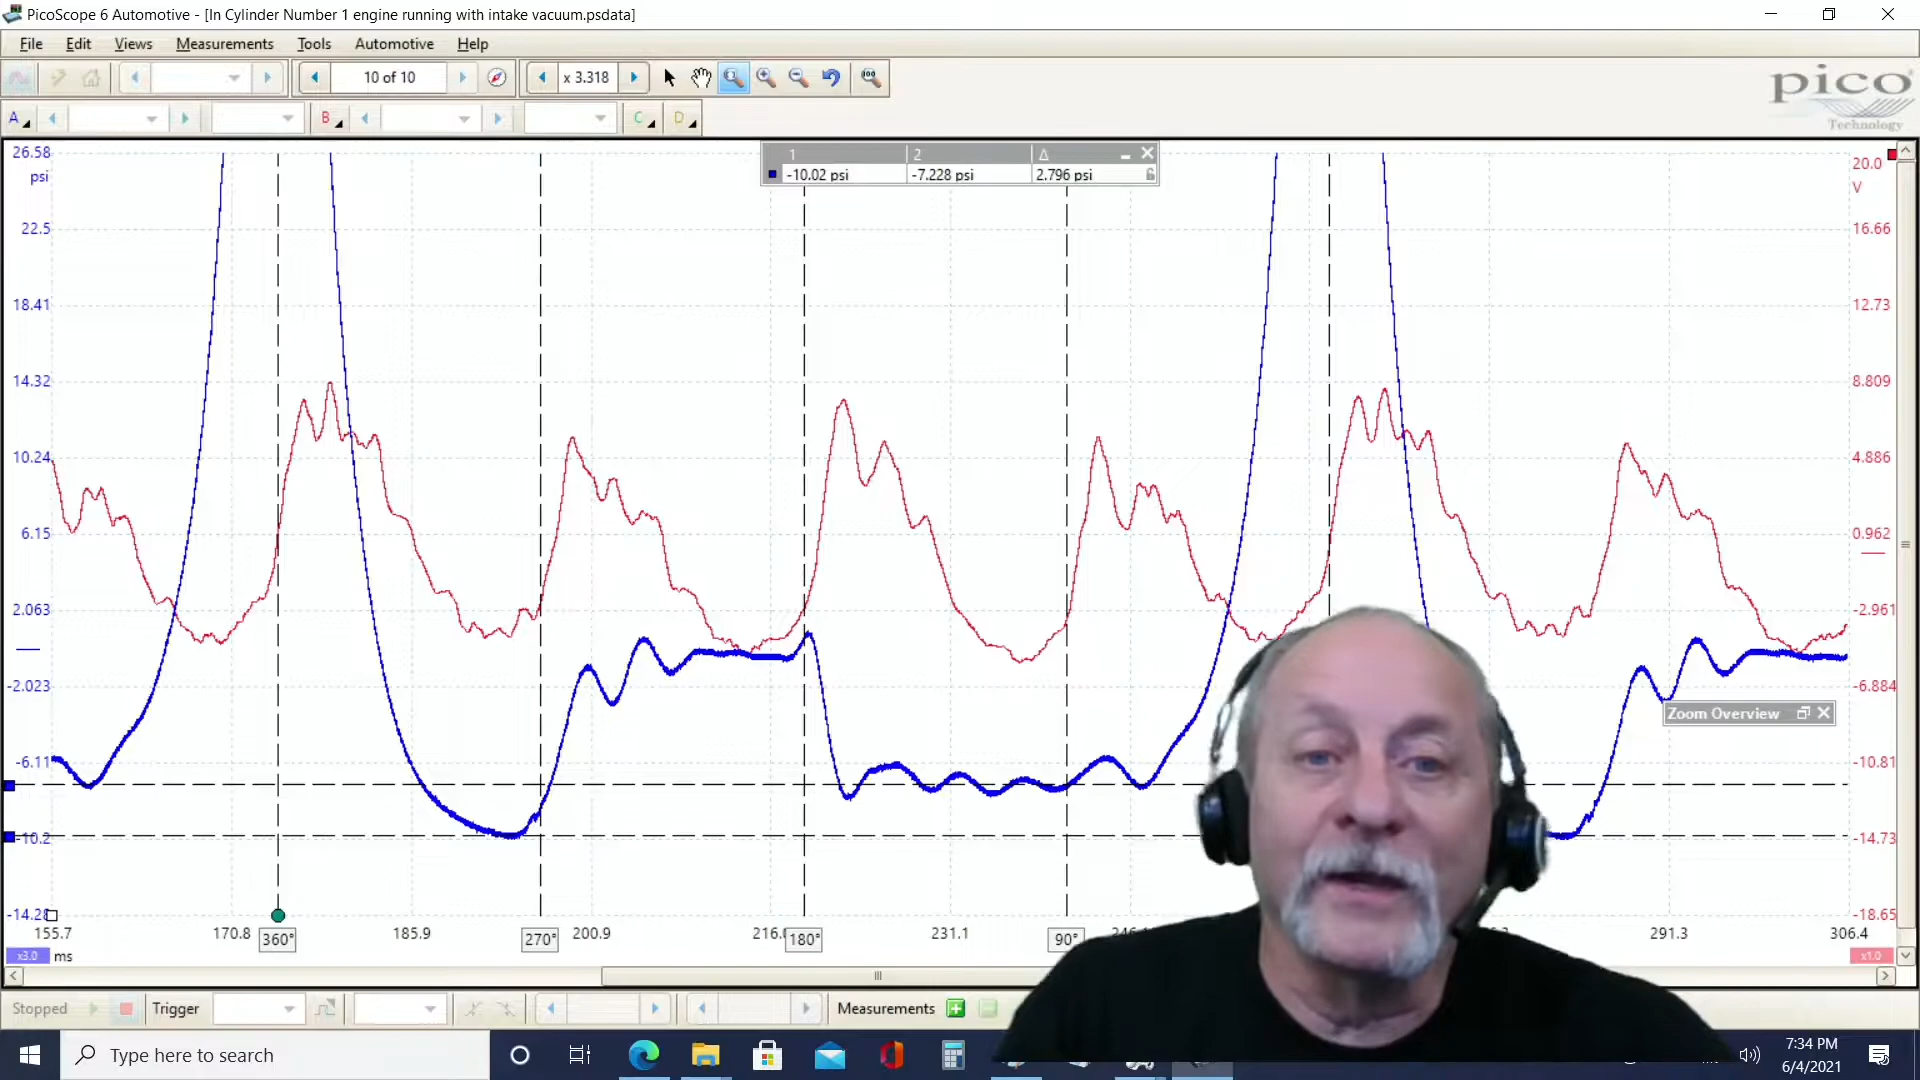 PicoScope 6 Automotive - [In Cylinder Number 1 engine running with intake vacuum.psdata]
File Edit Views Measurements Tools Automotive Help
10 of 10 x 3.318
pico
Technology
A B C D
26.58
psi
22.5
18.41
14.32
10.24
6.15
2.063
-2.023
-6.11
-10.2
-14.28
1 2 Δ
-10.02 psi -7.228 psi 2.796 psi
20.0
V
16.66
12.73
8.809
4.886
0.962
-2.961
-6.884
-10.81
-14.73
-18.65
Zoom Overview
155.7 170.8 185.9 200.9 231.1 291.3 306.4
360° 270° 180° 90°
x3.0 ms x1.0
Stopped Trigger Measurements
Type here to search
7:34 PM
6/4/2021